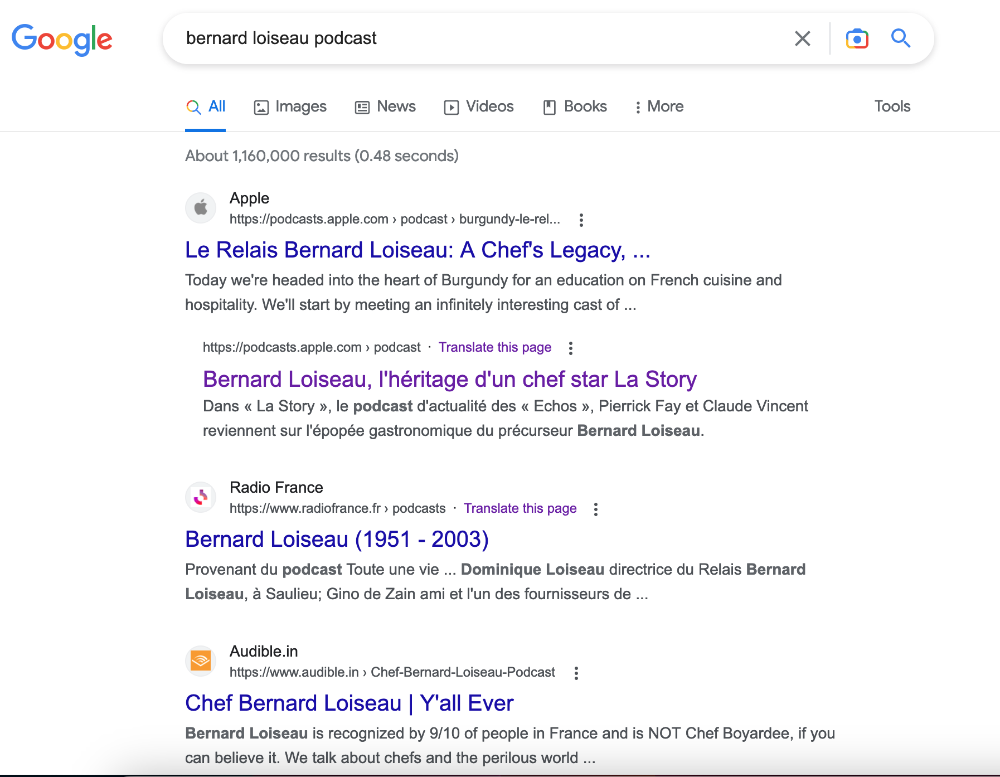 Google
bernard loiseau podcast
All Images News Videos Books More Tools
About 1,160,000 results (0.48 seconds)
Apple
https://podcasts.apple.com › podcast › burgundy-le-rel...
Le Relais Bernard Loiseau: A Chef's Legacy, ...
Today we're headed into the heart of Burgundy for an education on French cuisine and
hospitality. We'll start by meeting an infinitely interesting cast of ...
https://podcasts.apple.com › podcast · Translate this page
Bernard Loiseau, l'héritage d'un chef star La Story
Dans « La Story », le podcast d'actualité des « Echos », Pierrick Fay et Claude Vincent
reviennent sur l'épopée gastronomique du précurseur Bernard Loiseau.
Radio France
https://www.radiofrance.fr › podcasts · Translate this page
Bernard Loiseau (1951 - 2003)
Provenant du podcast Toute une vie ... Dominique Loiseau directrice du Relais Bernard
Loiseau, à Saulieu; Gino de Zain ami et l'un des fournisseurs de ...
Audible.in
https://www.audible.in › Chef-Bernard-Loiseau-Podcast
Chef Bernard Loiseau | Y'all Ever
Bernard Loiseau is recognized by 9/10 of people in France and is NOT Chef Boyardee, if you
can believe it. We talk about chefs and the perilous world ...